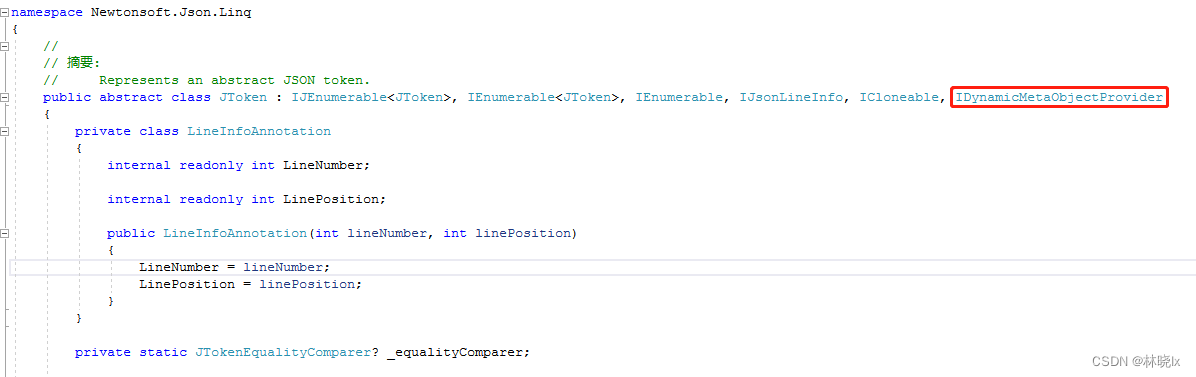 namespace Newtonsoft.Json.Linq
{
//
// 摘要:
//     Represents an abstract JSON token.
public abstract class JToken : IJEnumerable<JToken>, IEnumerable<JToken>, IEnumerable, IJsonLineInfo, ICloneable, IDynamicMetaObjectProvider
{
private class LineInfoAnnotation
{
internal readonly int LineNumber;
internal readonly int LinePosition;
public LineInfoAnnotation(int lineNumber, int linePosition)
{
LineNumber = lineNumber;
LinePosition = linePosition;
}
}
private static JTokenEqualityComparer? _equalityComparer;
CSDN @林晓lx